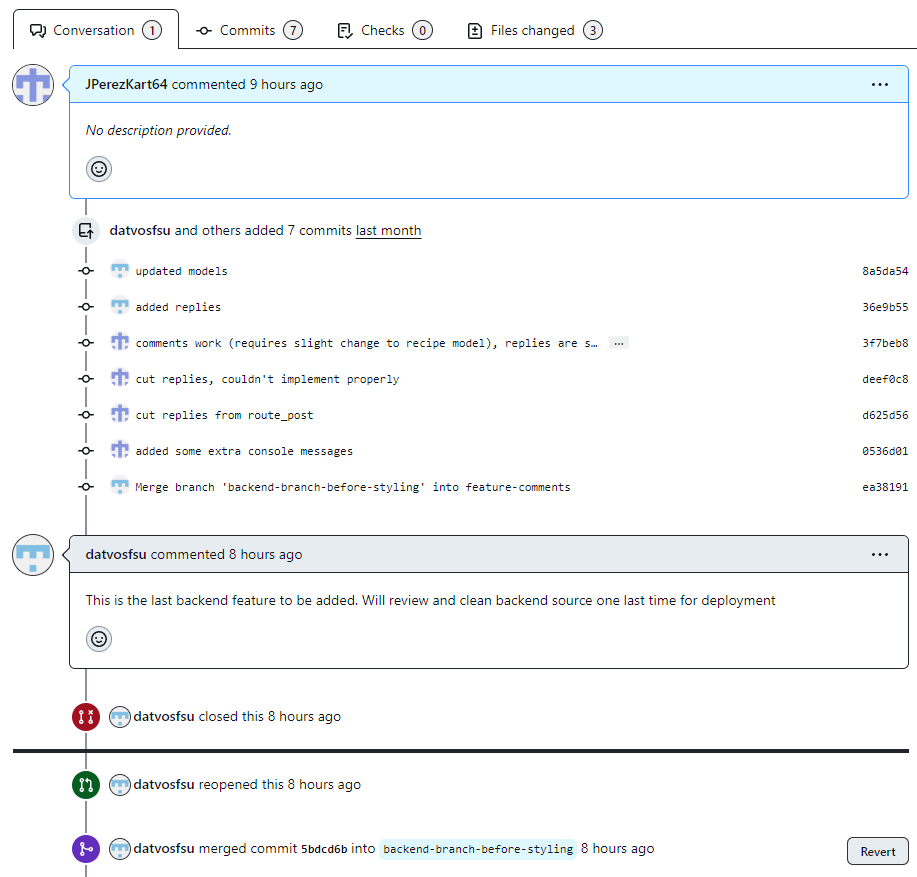 Conversation 1 Commits 7 Checks 0 Files changed 3
JPerezKart64 commented 9 hours ago
No description provided.
datvosfsu and others added 7 commits last month
updated models 8a5da54
added replies 36e9b55
comments work (requires slight change to recipe model), replies are s… … 3f7beb8
cut replies, couldn't implement properly deef0c8
cut replies from route_post d625d56
added some extra console messages 0536d01
Merge branch 'backend-branch-before-styling' into feature-comments ea38191
datvosfsu commented 8 hours ago
This is the last backend feature to be added. Will review and clean backend source one last time for deployment
datvosfsu closed this 8 hours ago
datvosfsu reopened this 8 hours ago
datvosfsu merged commit 5bdcd6b into backend-branch-before-styling 8 hours ago Revert